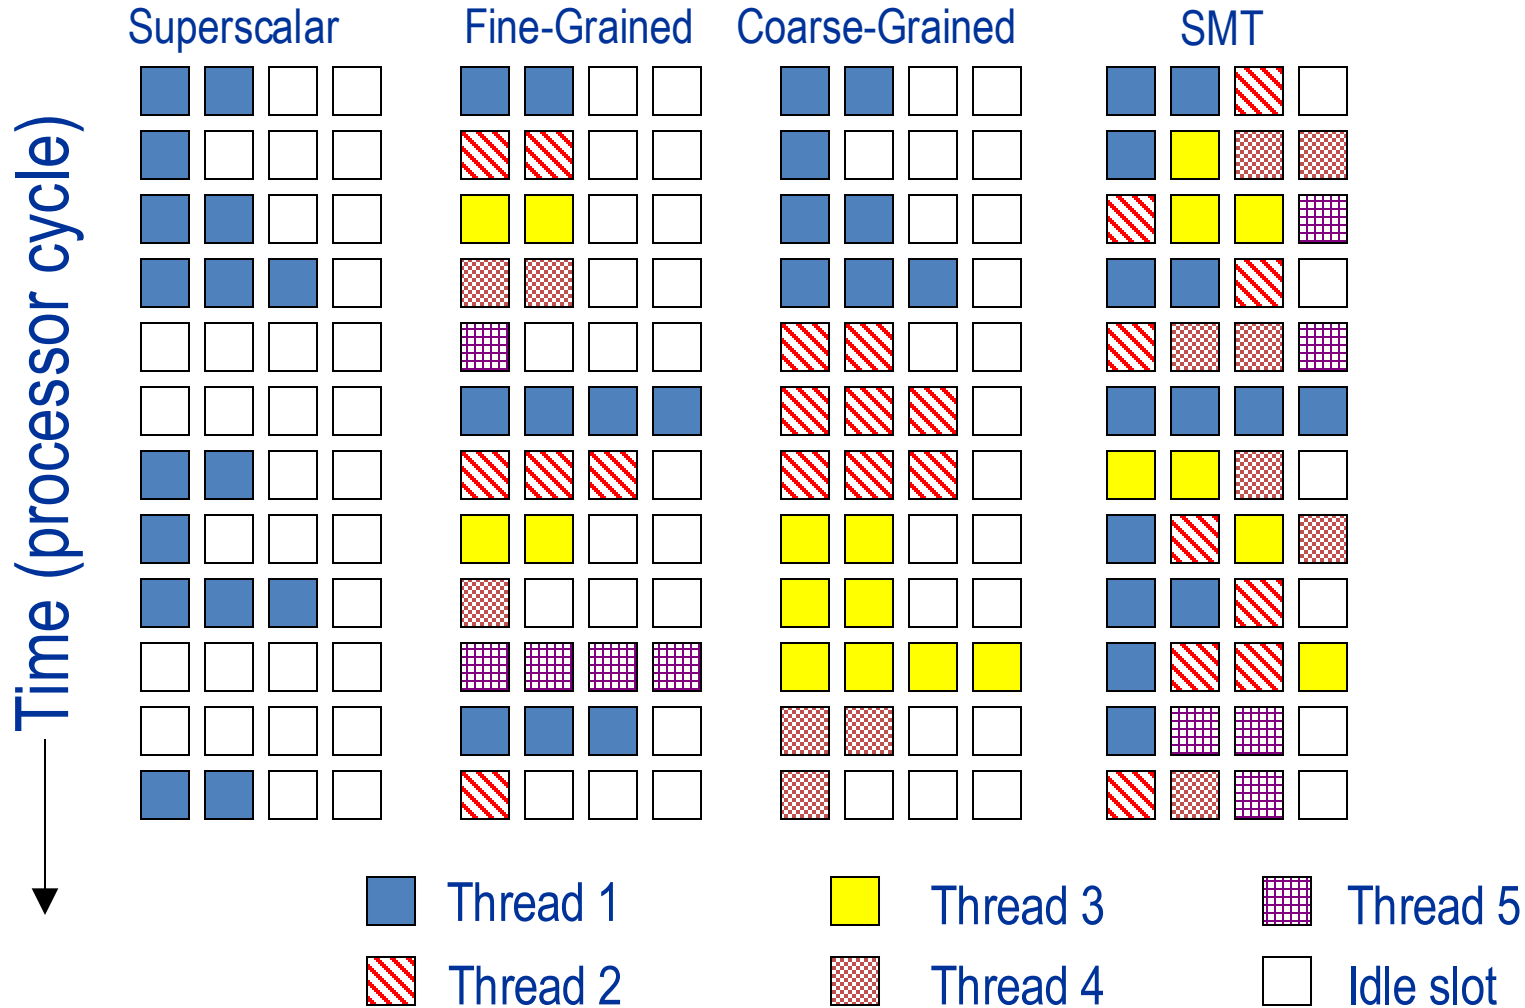 Superscalar
Fine-Grained
Coarse-Grained
SMT
Time (processor cycle)
Thread 1
Thread 3
Thread 5
Thread 2
Thread 4
Idle slot